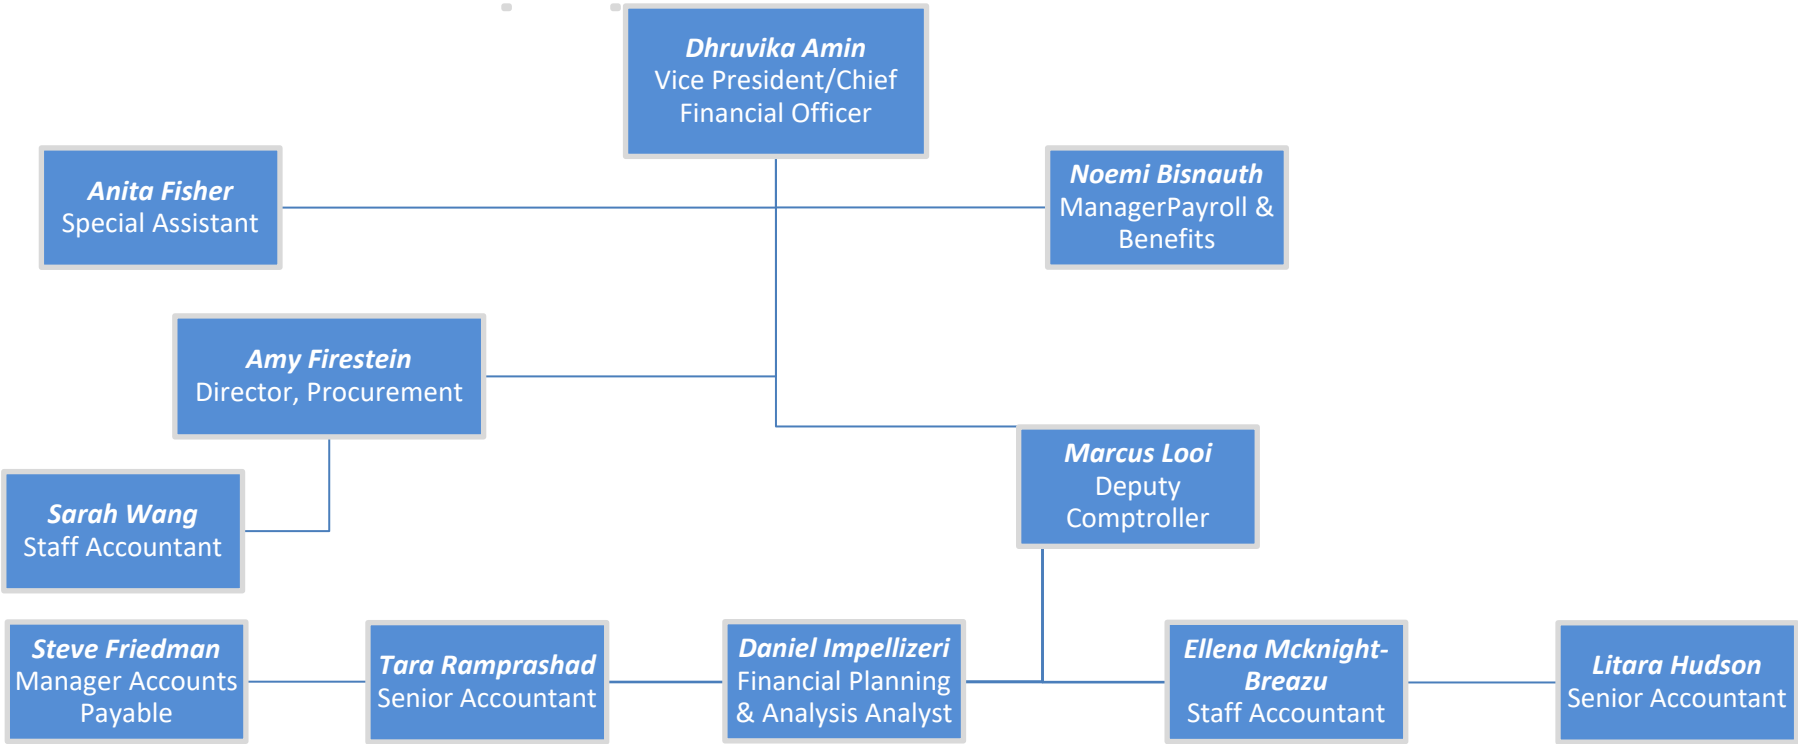 Dhruvika Amin
Vice President/Chief
Financial Officer
Anita Fisher
Special Assistant
Noemi Bisnauth
ManagerPayroll &
Benefits
Amy Firestein
Director, Procurement
Marcus Looi
Deputy
Comptroller
Sarah Wang
Staff Accountant
Steve Friedman
Manager Accounts
Payable
Tara Ramprashad
Senior Accountant
Daniel Impellizeri
Financial Planning
& Analysis Analyst
Ellena Mcknight-
Breazu
Staff Accountant
Litara Hudson
Senior Accountant